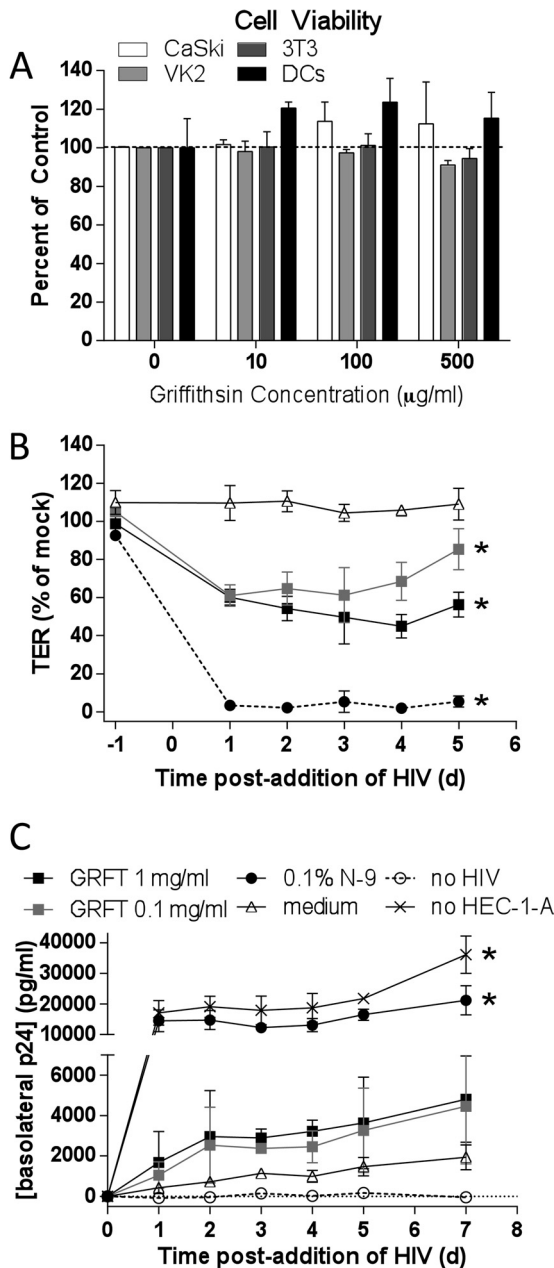 Cell Viability
A
CaSki 3T3
VK2 DCs
Percent of Control
140
120
100
80
60
40
20
0
0 10 100 500
Griffithsin Concentration (μg/ml)
B
TER (% of mock)
140
120
100
80
60
40
20
0
*
*
*
-1 0 1 2 3 4 5 6
Time post-addition of HIV (d)
C
GRFT 1 mg/ml 0.1% N-9 no HIV
GRFT 0.1 mg/ml medium no HEC-1-A
[basolateral p24] (pg/ml)
40000
30000
20000
10000
6000
4000
2000
0
*
*
0 1 2 3 4 5 6 7 8
Time post-addition of HIV (d)